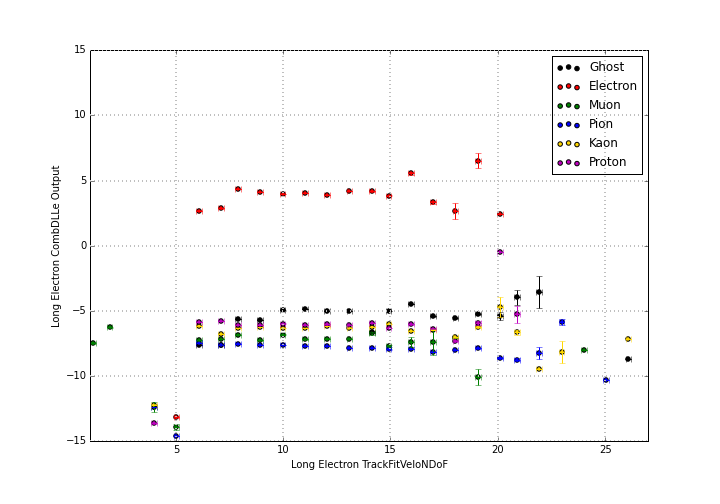 15
10
5
0
−5
−10
−15
5
10
15
20
25
Long Electron CombDLLe Output
Long Electron TrackFitVeloNDoF
Ghost
Electron
Muon
Pion
Kaon
Proton